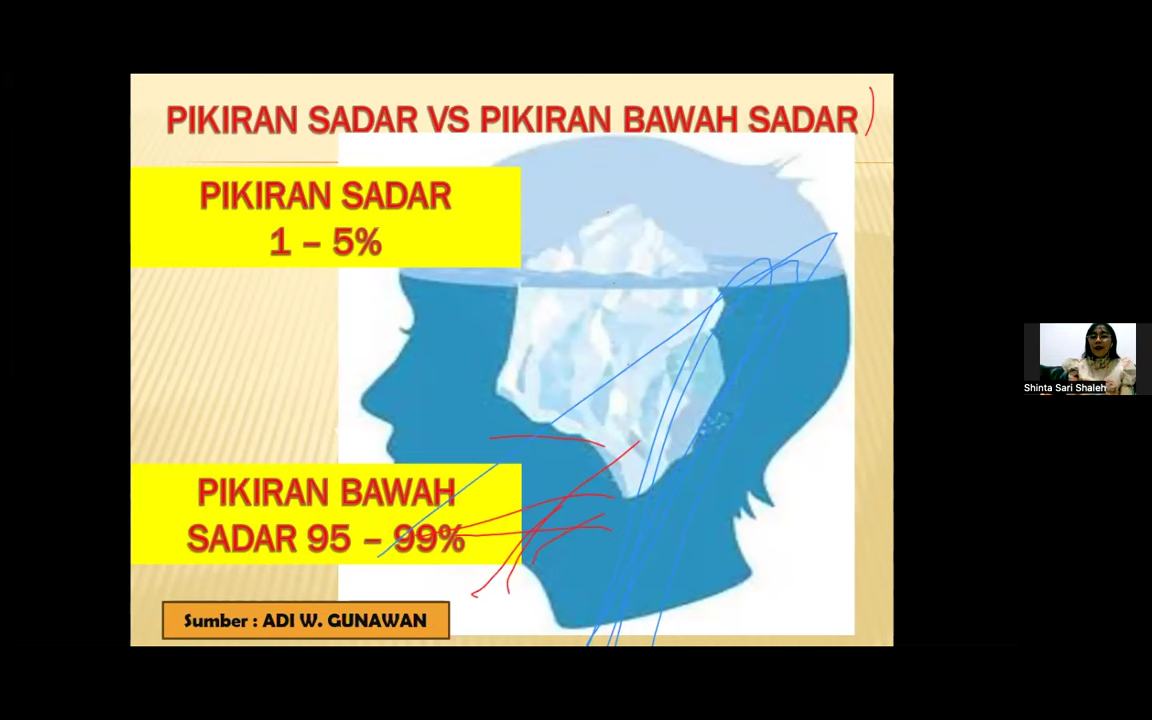 PIKIRAN SADAR VS PIKIRAN BAWAH SADAR
PIKIRAN SADAR
1 – 5%
PIKIRAN BAWAH
SADAR 95 – 99%
Sumber : ADI W. GUNAWAN
Shinta Sari Shaleh